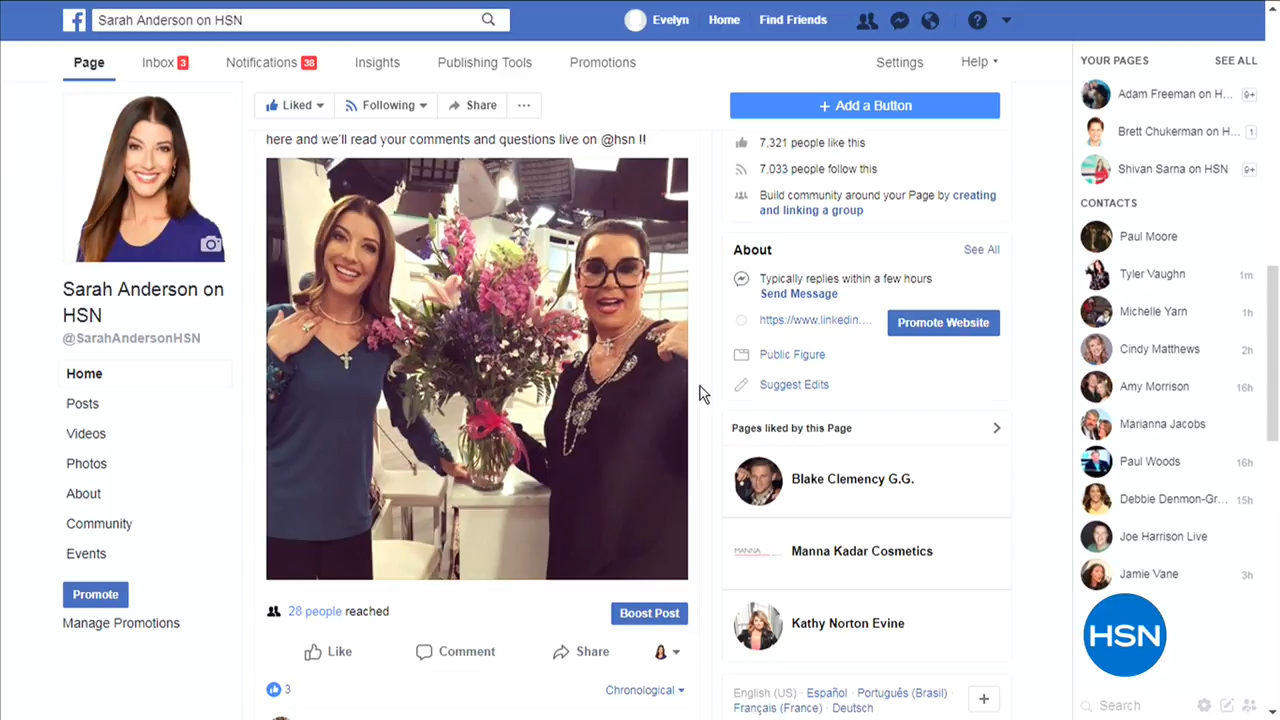 Sarah Anderson on HSN
Evelyn
Home
Find Friends
Page
Inbox 3
Notifications 38
Insights
Publishing Tools
Promotions
Settings
Help
Liked
Following
Share
...
+ Add a Button
here and we'll read your comments and questions live on @hsn !!
Sarah Anderson on
HSN
@SarahAndersonHSN
Home
Posts
Videos
Photos
About
Community
Events
Promote
Manage Promotions
28 people reached
Boost Post
Like
Comment
Share
3
Chronological
7,321 people like this
7,033 people follow this
Build community around your Page by creating
and linking a group
About
See All
Typically replies within a few hours
Send Message
https://www.linkedin....
Promote Website
Public Figure
Suggest Edits
Pages liked by this Page
Blake Clemency G.G.
MANNA
Manna Kadar Cosmetics
Kathy Norton Evine
English (US) · Español · Português (Brasil) ·
Français (France) · Deutsch
+
YOUR PAGES
SEE ALL
Adam Freeman on H... 9+
Brett Chukerman on H... 1
Shivan Sarna on HSN 9+
CONTACTS
Paul Moore
Tyler Vaughn 1m
Michelle Yarn 1h
Cindy Matthews 2h
Amy Morrison 16h
Marianna Jacobs
Paul Woods 16h
Debbie Denmon-Gr... 15h
Joe Harrison Live
Jamie Vane 3h
HSN
Search